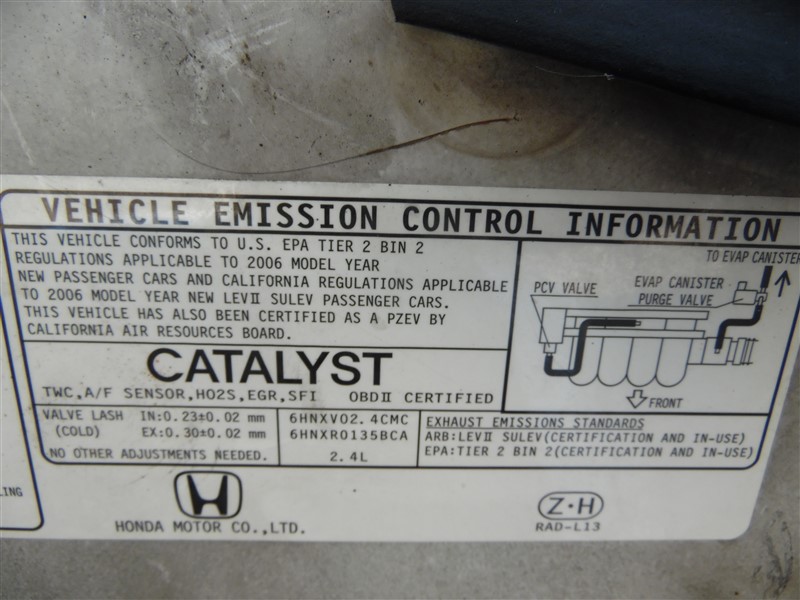 VEHICLE EMISSION CONTROL INFORMATION
THIS VEHICLE CONFORMS TO U.S. EPA TIER 2 BIN 2
REGULATIONS APPLICABLE TO 2006 MODEL YEAR
NEW PASSENGER CARS AND CALIFORNIA REGULATIONS APPLICABLE
TO 2006 MODEL YEAR NEW LEVII SULEV PASSENGER CARS.
THIS VEHICLE HAS ALSO BEEN CERTIFIED AS A PZEV BY
CALIFORNIA AIR RESOURCES BOARD.
TO EVAP CANISTER
PCV VALVE
EVAP CANISTER
PURGE VALVE
FRONT
CATALYST
TWC,A/F SENSOR,HO2S,EGR,SFI OBDII CERTIFIED
VALVE LASH IN:0.23±0.02 mm
(COLD) EX:0.30±0.02 mm
NO OTHER ADJUSTMENTS NEEDED.
6HNXV02.4CMC
6HNXR0135BCA
2.4L
EXHAUST EMISSIONS STANDARDS
ARB:LEVII SULEV(CERTIFICATION AND IN-USE)
EPA:TIER 2 BIN 2(CERTIFICATION AND IN-USE)
LING
HONDA MOTOR CO.,LTD.
Z·H
RAD-L13